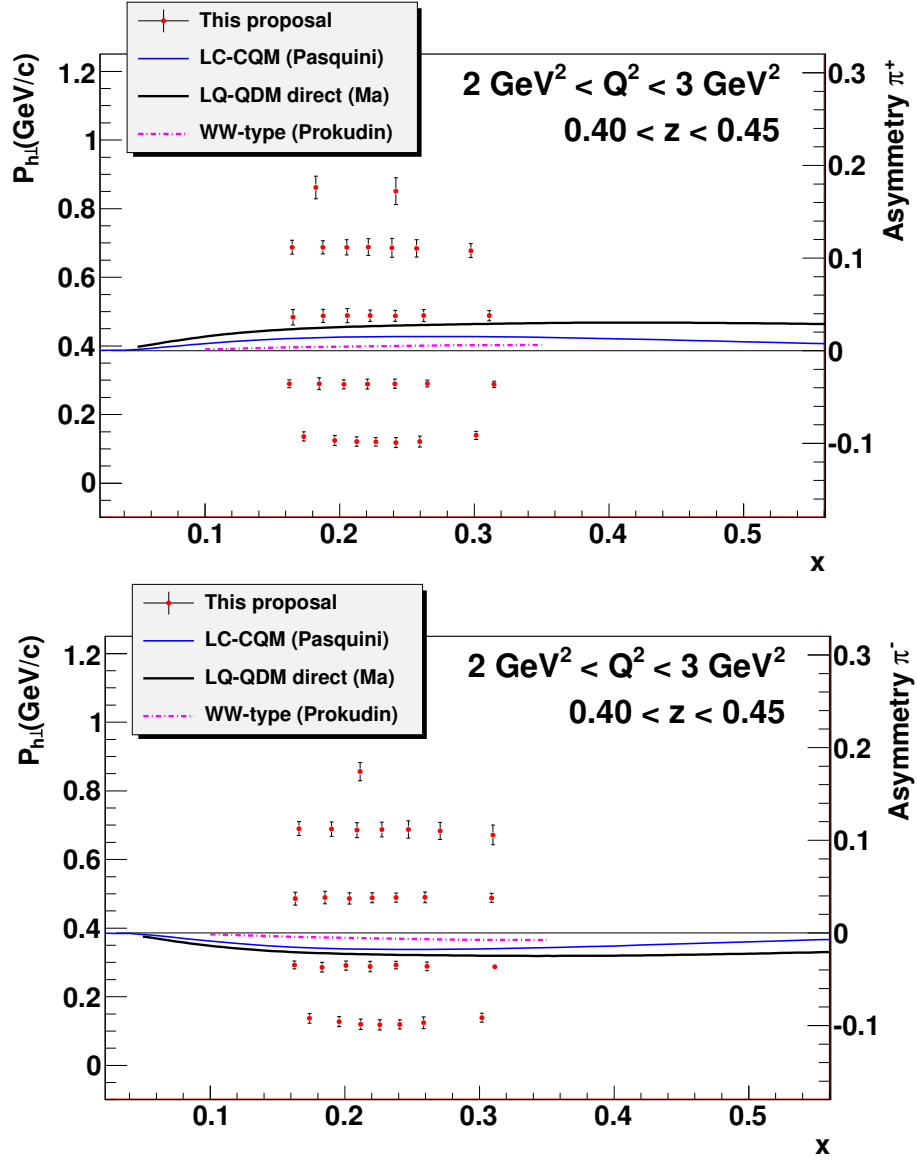 This proposal
LC-CQM (Pasquini)
LQ-QDM direct (Ma)
WW-type (Prokudin)
2 GeV² < Q² < 3 GeV²
0.40 < z < 0.45
P_h⊥(GeV/c)
1.2
1
0.8
0.6
0.4
0.2
0
Asymmetry π⁺
0.3
0.2
0.1
0
-0.1
0.1 0.2 0.3 0.4 0.5
x
This proposal
LC-CQM (Pasquini)
LQ-QDM direct (Ma)
WW-type (Prokudin)
2 GeV² < Q² < 3 GeV²
0.40 < z < 0.45
P_h⊥(GeV/c)
1.2
1
0.8
0.6
0.4
0.2
0
Asymmetry π⁻
0.3
0.2
0.1
0
-0.1
0.1 0.2 0.3 0.4 0.5
x